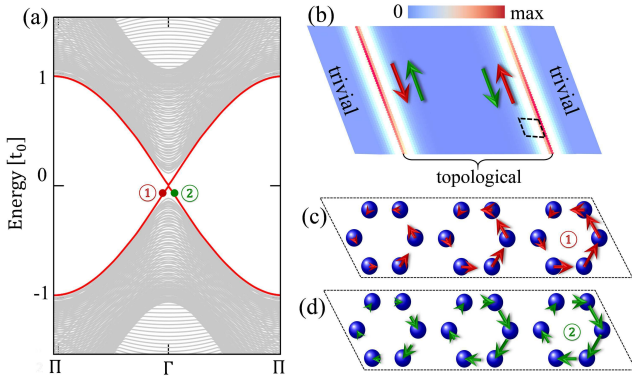 (a)
Energy [t₀]
1
0
-1
① ②
Π Γ Π
(b)
0 max
trivial
trivial
topological
(c)
①
(d)
②